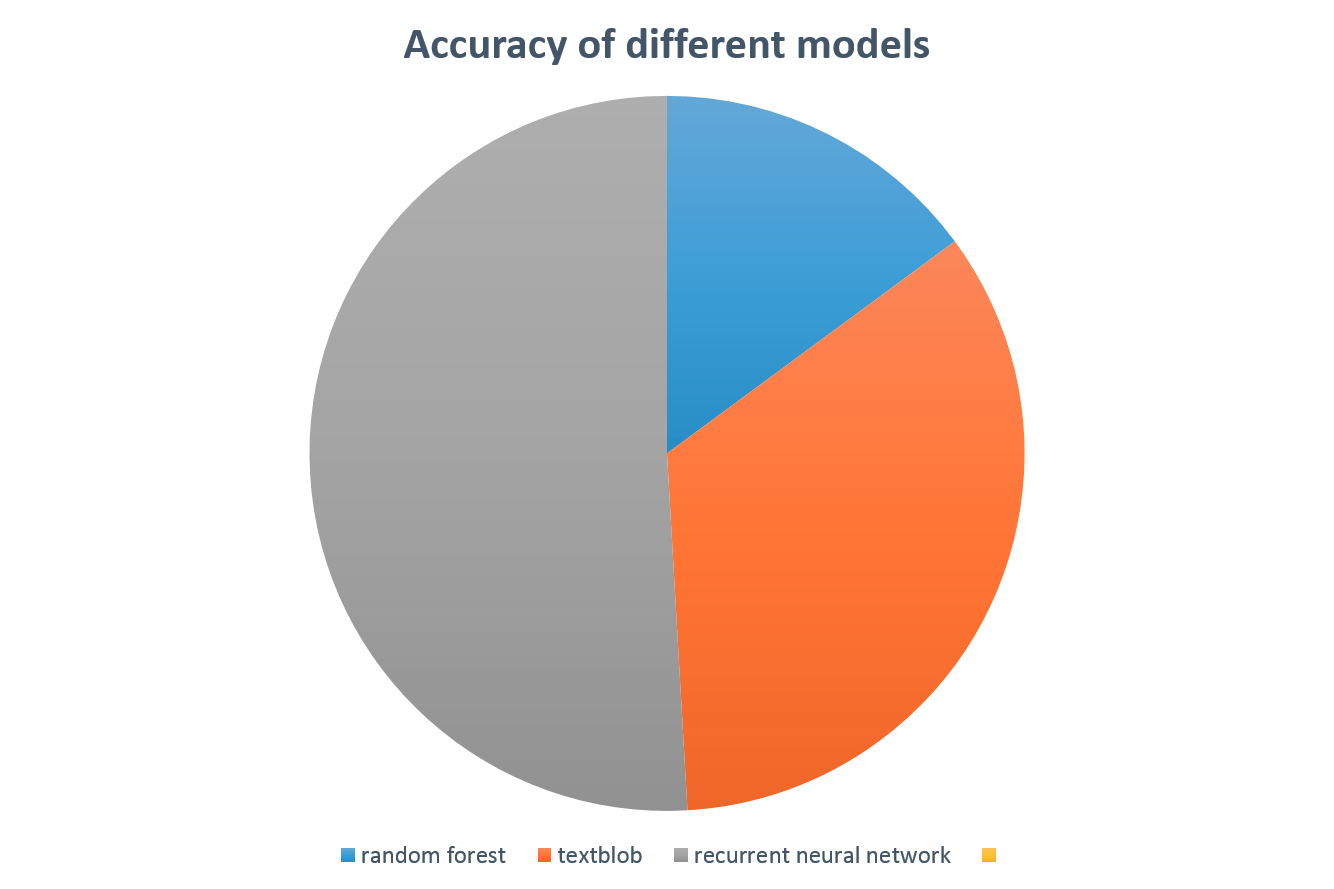 Accuracy of different models
random forest textblob recurrent neural network